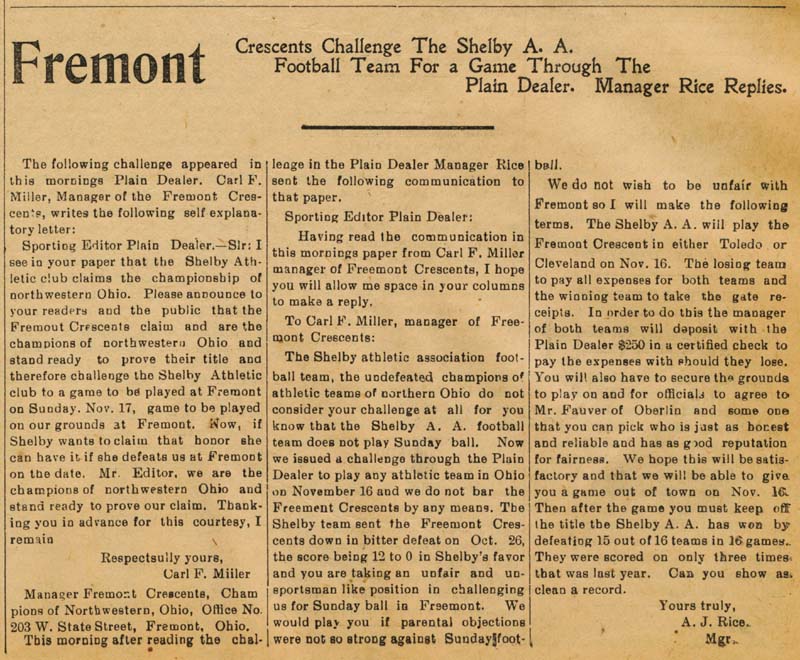 Fremont
Crescents Challenge The Shelby A. A.
Football Team For a Game Through The
Plain Dealer. Manager Rice Replies.
The following challenge appeared in
this mornings Plain Dealer. Carl F.
Miller, Manager of the Fremont Cres-
cents, writes the following self explana-
tory letter:
Sporting Editor Plain Dealer.—Sir: I
see in your paper that the Shelby Ath-
letic club claims the championship of
northwestern Ohio. Please announce to
your readers and the public that the
Fremout Crescents claim and are the
champions of northwestern Ohio and
stand ready to prove their title and
therefore challenge the Shelby Athletic
club to a game to be played at Fremont
on Sunday. Nov. 17, game to be played
on our grounds at Fremont. Now, if
Shelby wants to claim that honor she
can have it if she defeats us at Fremont
on the date. Mr. Editor, we are the
champions of northwestern Ohio and
stand ready to prove our claim. Thank-
ing you in advance for this courtesy, I
remain
Respectsully yours,
Carl F. Miller
Manager Fremont Crescents, Cham
pions of Northwestern, Ohio, Office No.
203 W. State Street, Fremont, Ohio.
This morning after reading the chal-
lenge in the Plain Dealer Manager Rice
sent the following communication to
that paper.
Sporting Editor Plain Dealer:
Having read the communication in
this mornings paper from Carl F. Miller
manager of Freemont Crescents, I hope
you will allow me space in your columns
to make a reply.
To Carl F. Miller, manager of Free-
mont Crescents:
The Shelby athletic association foot-
ball team, the undefeated champions of
athletic teams of northern Ohio do not
consider your challenge at all for you
know that the Shelby A. A. football
team does not play Sunday ball. Now
we issued a challenge through the Plain
Dealer to play any athletic team in Ohio
on November 16 and we do not bar the
Freement Crescents by any means. The
Shelby team sent the Freemont Cres-
cents down in bitter defeat on Oct. 26,
the score being 12 to 0 in Shelby's favor
and you are taking an unfair and un-
sportsman like position in challenging
us for Sunday ball in Freemont. We
would play if parental objections
were not so strong against Sunday foot-
ball.
We do not wish to be unfair with
Fremont so I will make the following
terms. The Shelby A. A. will play the
Fremont Crescent in either Toledo or
Cleveland on Nov. 16. The losing team
to pay all expenses for both teams and
the winning team to take the gate re-
ceipts. In order to do this the manager
of both teams will deposit with the
Plain Dealer $250 in a certified check to
pay the expenses with should they lose.
You will also have to secure the grounds
to play on and for officials to agree to
Mr. Fauver of Oberlin and some one
that you can pick who is just as honest
and reliable and has as good reputation
for fairness. We hope this will be satis-
factory and that we will be able to give
you a game out of town on Nov. 16.
Then after the game you must keep off
the title the Shelby A. A. has won by
defeating 15 out of 16 teams in 16 games.
They were scored on only three times
that was last year. Can you show as
clean a record.
Yours truly,
A. J. Rice.
Mgr.